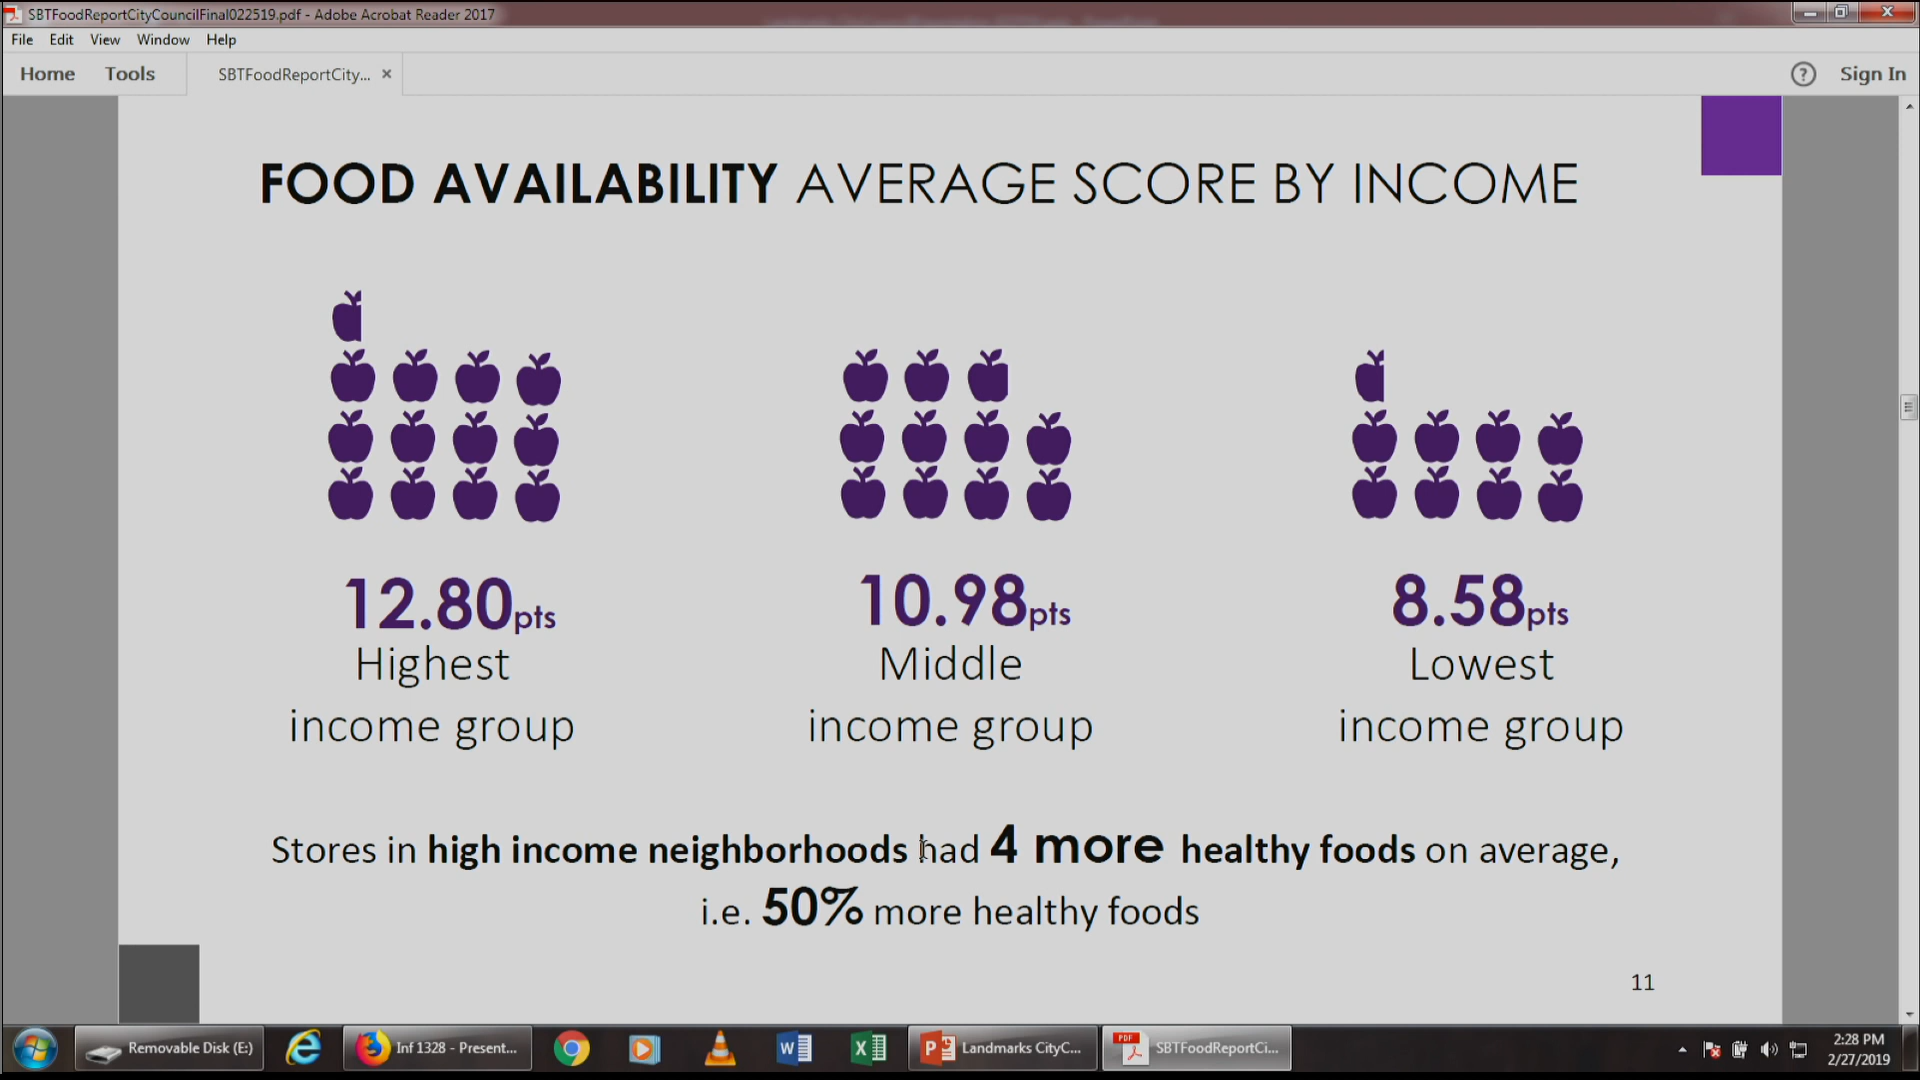 SBTFoodReportCityCouncilFinal022519.pdf - Adobe Acrobat Reader 2017
File Edit View Window Help
Home Tools SBTFoodReportCity... × ? Sign In
FOOD AVAILABILITY AVERAGE SCORE BY INCOME
12.80pts
Highest
income group
10.98pts
Middle
income group
8.58pts
Lowest
income group
Stores in high income neighborhoods had 4 more healthy foods on average,
i.e. 50% more healthy foods
11
Removable Disk (E:)
Inf 1328 - Present...
Landmarks CityC...
PDF
SBTFoodReportCi...
2:28 PM
2/27/2019